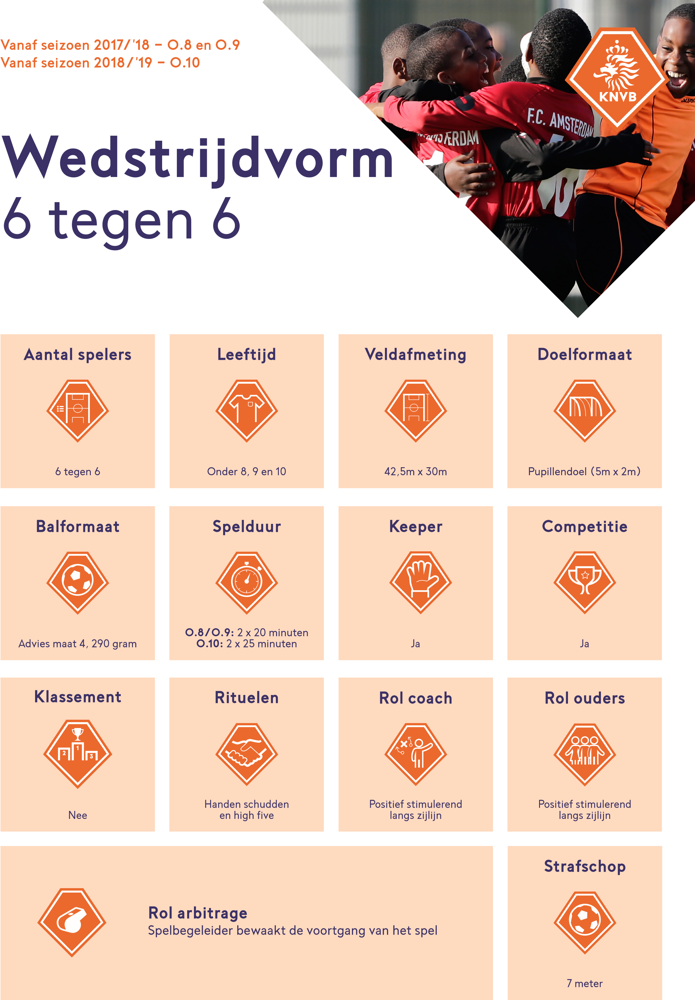 Vanaf seizoen 2017/'18 – O.8 en O.9
Vanaf seizoen 2018/'19 – O.10
KNVB
F.C. AMSTERDAM
Wedstrijdvorm
6 tegen 6
Aantal spelers
6 tegen 6
Leeftijd
Onder 8, 9 en 10
Veldafmeting
42,5m x 30m
Doelformaat
Pupillendoel (5m x 2m)
Balformaat
Advies maat 4, 290 gram
Spelduur
O.8/O.9: 2 x 20 minuten
O.10: 2 x 25 minuten
Keeper
Ja
Competitie
Ja
Klassement
2 1 3
Nee
Rituelen
Handen schudden
en high five
Rol coach
Positief stimulerend
langs zijlijn
Rol ouders
Positief stimulerend
langs zijlijn
Rol arbitrage
Spelbegeleider bewaakt de voortgang van het spel
Strafschop
7 meter